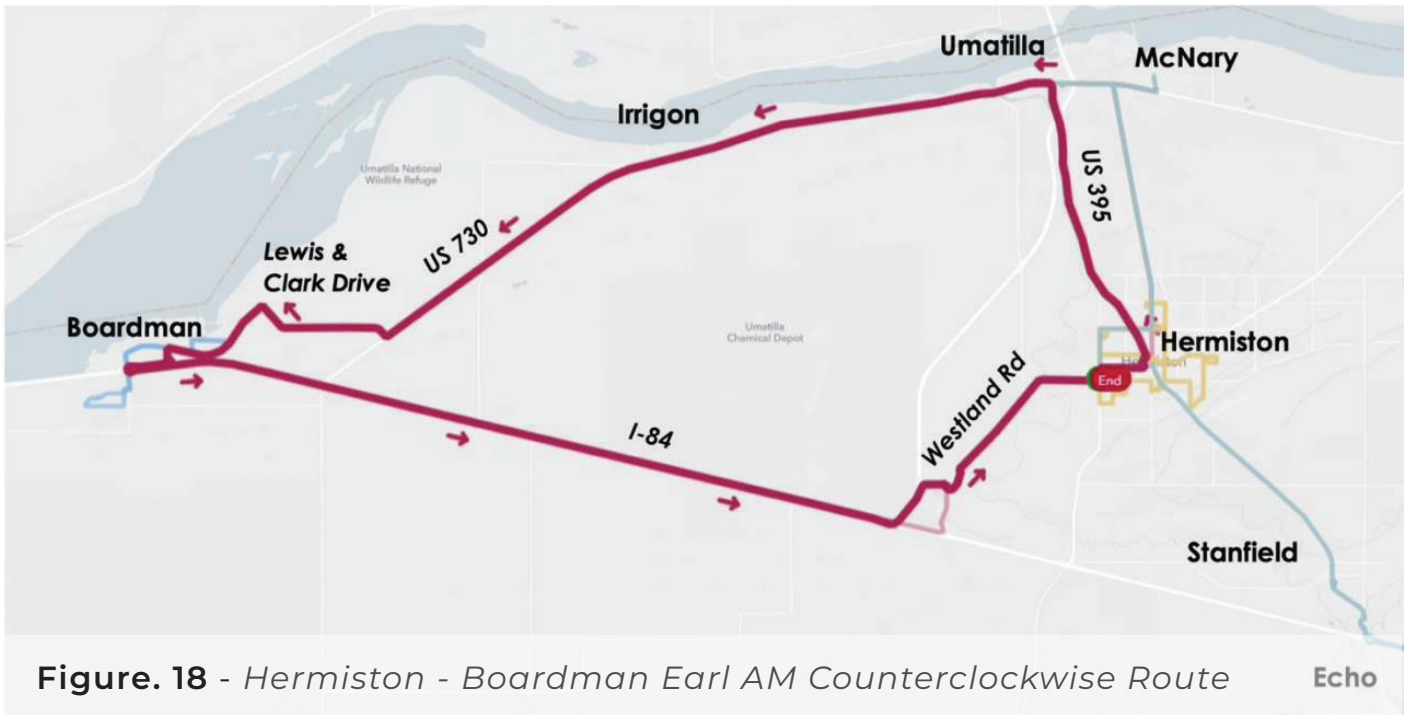 Umatilla
McNary
Irrigon
US 395
Umatilla National
Wildlife Refuge
US 730
Lewis &
Clark Drive
Boardman
Umatilla
Chemical Depot
Hermiston
End
Westland Rd
I-84
Stanfield
Figure. 18 - Hermiston - Boardman Earl AM Counterclockwise Route
Echo